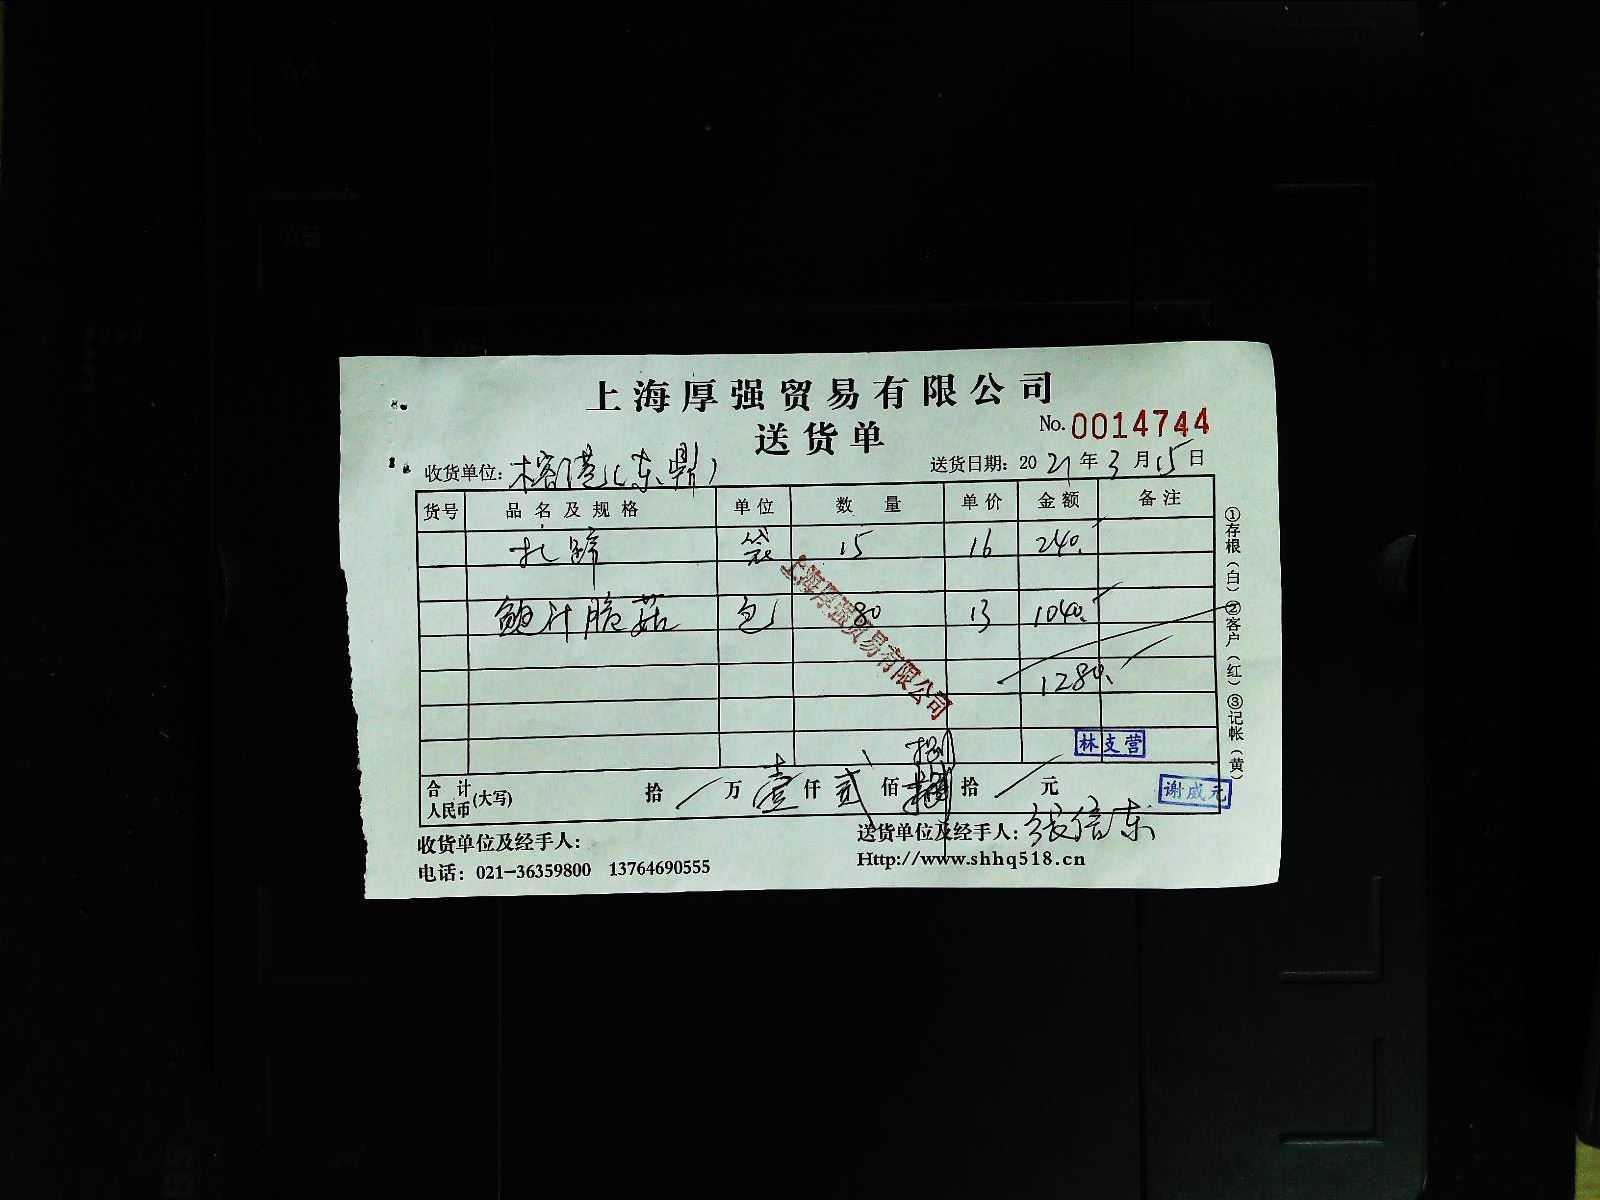 上海厚强贸易有限公司
送货单
No. 0014744
收货单位: 榕港(东鼎)
送货日期: 2021年3月15日
货号 品名及规格 单位 数量 单价 金额 备注
扎蹄 袋 15 16 240.
鲍汁脆菇 包 80 13 1040.
1280.
上海厚强贸易有限公司
林支营
合计人民币(大写) 拾 / 万 壹 仟 贰 佰 捌 拾 / 元
谢威元
收货单位及经手人:
送货单位及经手人: 张倍东
电话: 021-36359800 13764690555
Http://www.shhq518.cn
①存根(白)②客户(红)③记帐(黄)